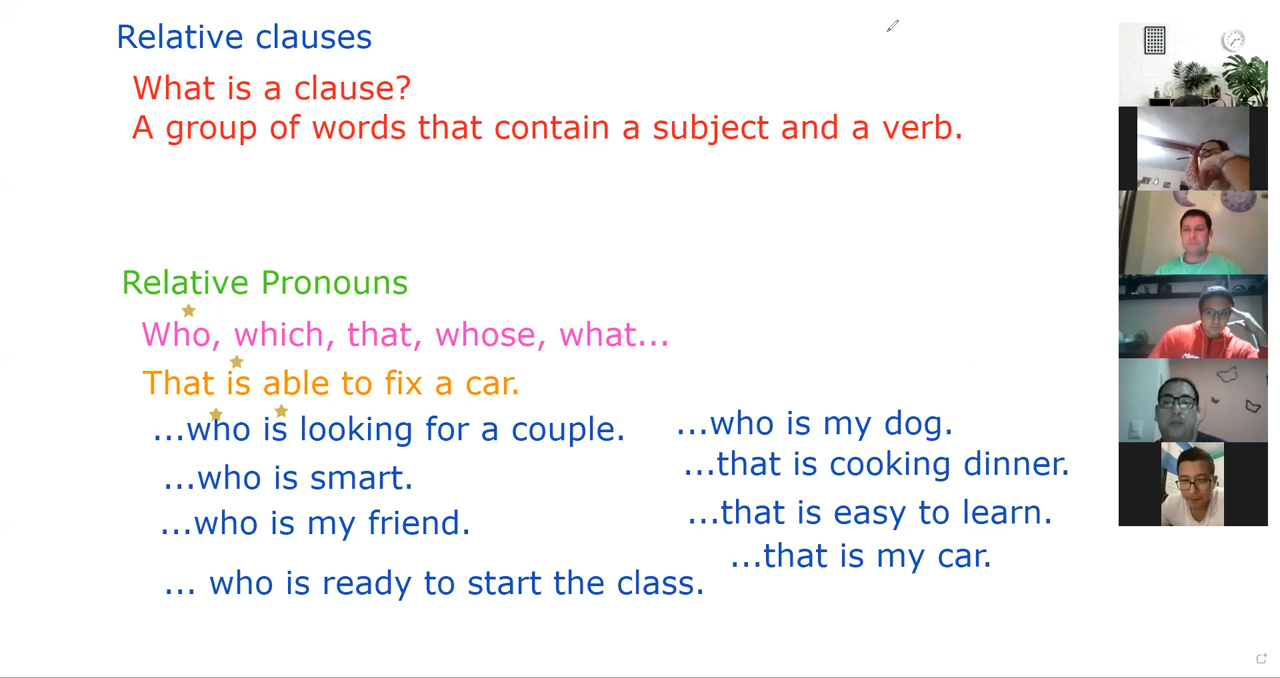 Relative clauses
What is a clause?
A group of words that contain a subject and a verb.
Relative Pronouns
Who, which, that, whose, what...
That is able to fix a car.
...who is looking for a couple.
...who is smart.
...who is my friend.
... who is ready to start the class.
...who is my dog.
...that is cooking dinner.
...that is easy to learn.
...that is my car.